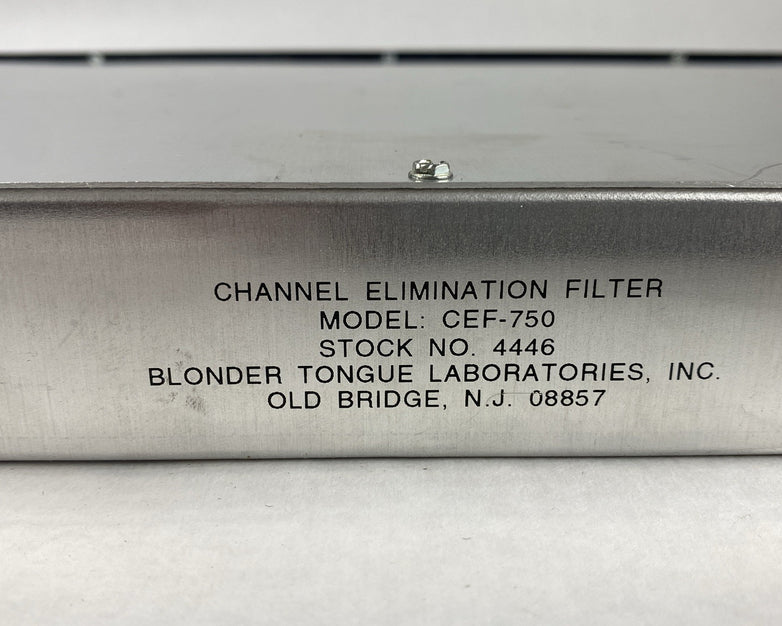 CHANNEL ELIMINATION FILTER
MODEL: CEF-750
STOCK NO. 4446
BLONDER TONGUE LABORATORIES, INC.
OLD BRIDGE, N.J. 08857